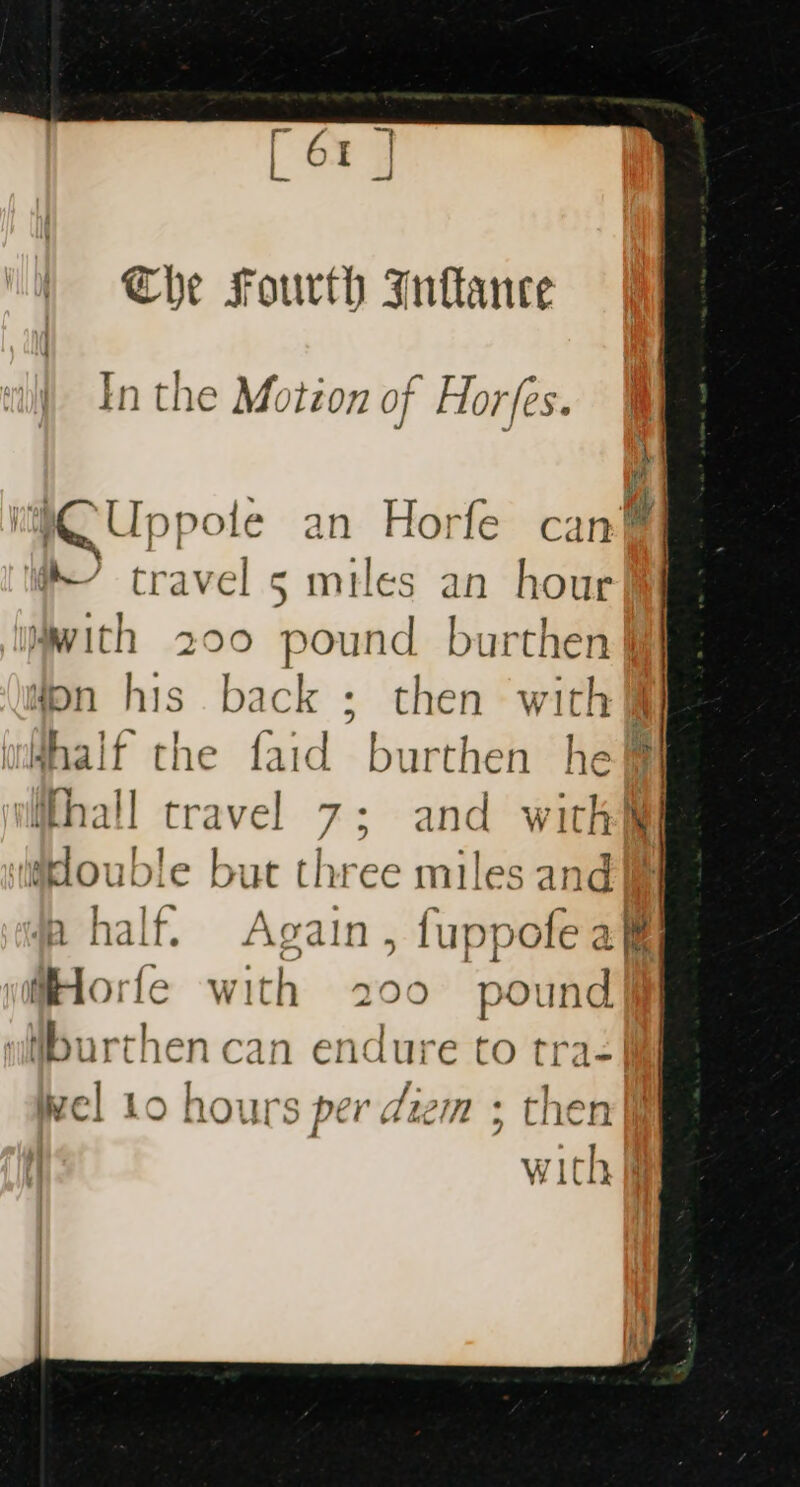 [ 61 ]
The Fourth Inſtance
In the Motion of Horſes.
SUppoſe an Horſe can
travel 5 miles an hour
with 200 pound burthen
on his back ; then with
half the ſaid burthen he
ſhall travel 7 ; and with
double but three miles and
a half. Again, ſuppoſe a
Horſe with 200 pound
burthen can endure to tra-
vel 10 hours per diem ; then
with